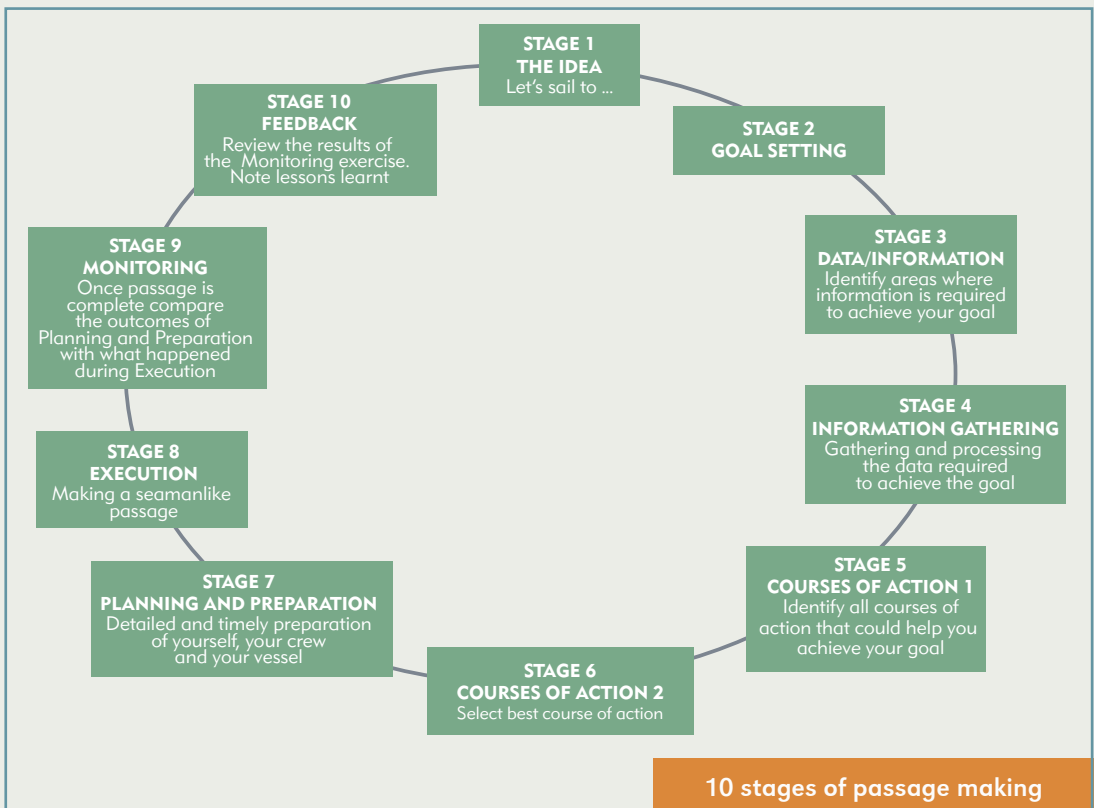 STAGE 1
THE IDEA
Let's sail to ...
STAGE 2
GOAL SETTING
STAGE 3
DATA/INFORMATION
Identify areas where
information is required
to achieve your goal
STAGE 4
INFORMATION GATHERING
Gathering and processing
the data required
to achieve the goal
STAGE 5
COURSES OF ACTION 1
Identify all courses of
action that could help you
achieve your goal
STAGE 6
COURSES OF ACTION 2
Select best course of action
STAGE 7
PLANNING AND PREPARATION
Detailed and timely preparation
of yourself, your crew
and your vessel
STAGE 8
EXECUTION
Making a seamanlike
passage
STAGE 9
MONITORING
Once passage is
complete compare
the outcomes of
Planning and Preparation
with what happened
during Execution
STAGE 10
FEEDBACK
Review the results of
the Monitoring exercise.
Note lessons learnt
10 stages of passage making